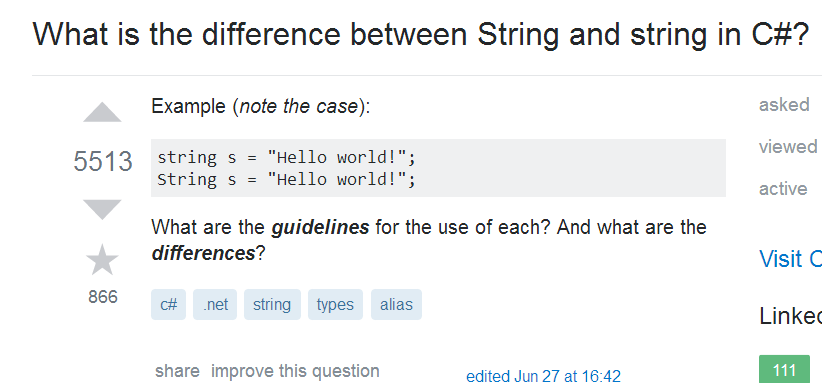 What is the difference between String and string in C#?
Example (note the case):
asked
5513
string s = "Hello world!";
String s = "Hello world!";
viewed
active
What are the guidelines for the use of each? And what are the
differences?
Visit C
866
c# .net string types alias
Linked
share improve this question
edited Jun 27 at 16:42
111